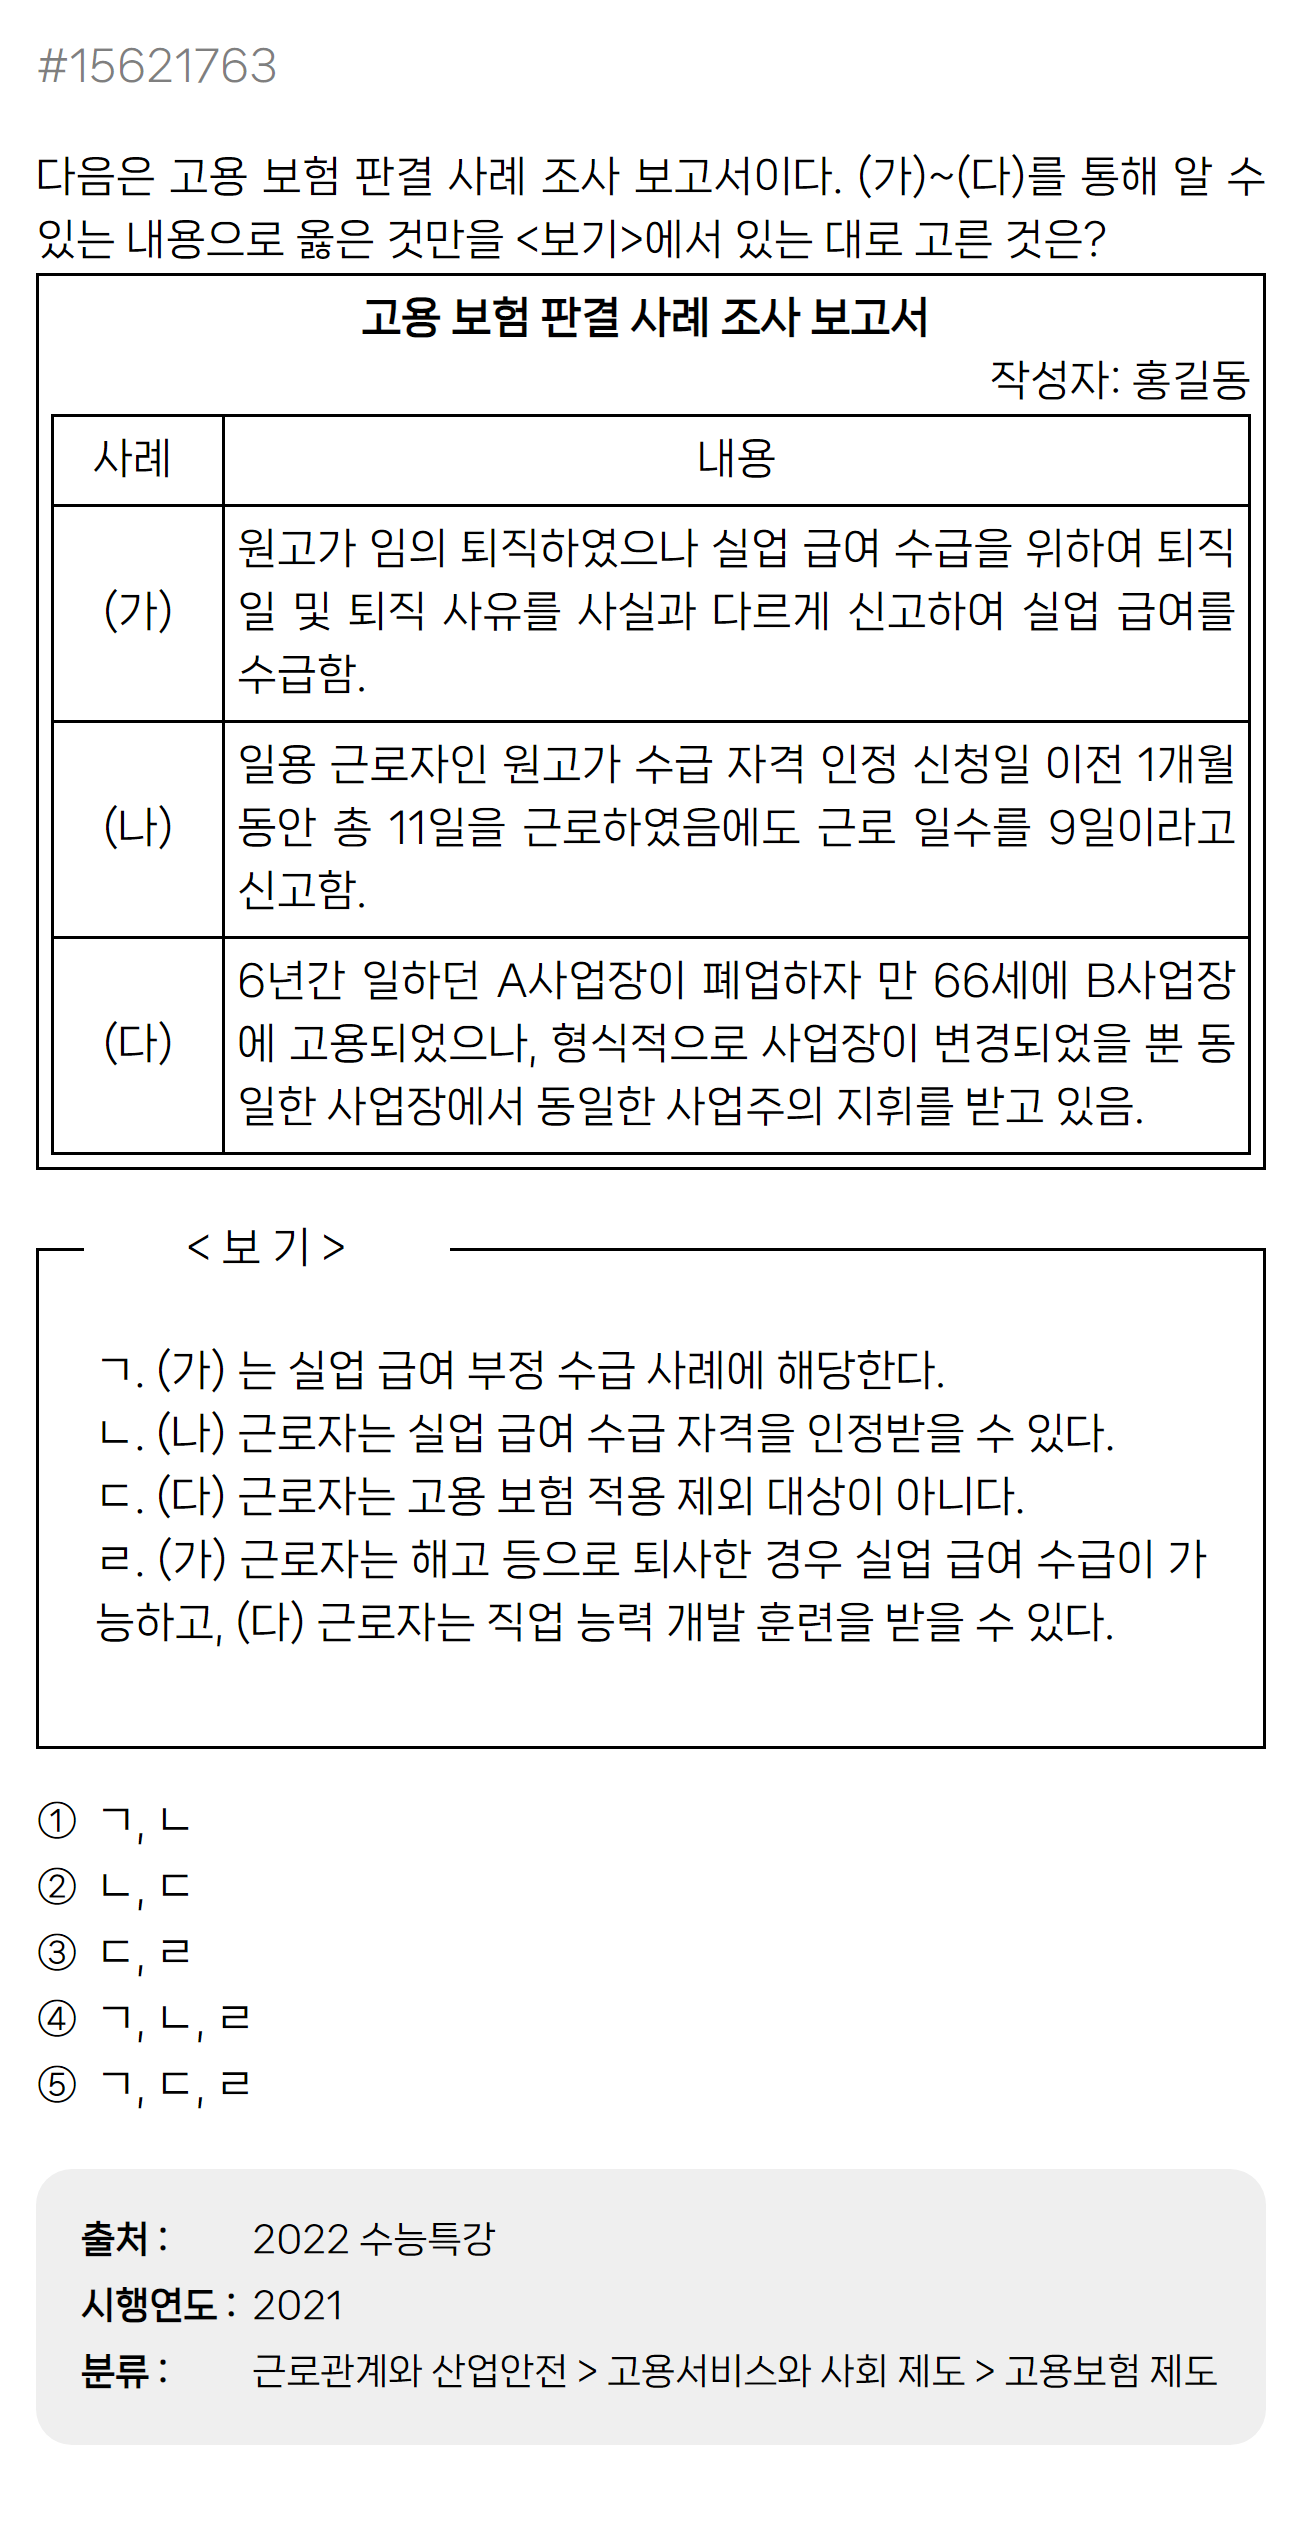 #15621763
다음은 고용 보험 판결 사례 조사 보고서이다. (가)~(다)를 통해 알 수
있는 내용으로 옳은 것만을 <보기>에서 있는 대로 고른 것은?
고용 보험 판결 사례 조사 보고서
작성자: 홍길동
사례 내용
(가)
원고가 임의 퇴직하였으나 실업 급여 수급을 위하여 퇴직
일 및 퇴직 사유를 사실과 다르게 신고하여 실업 급여를
수급함.
(나)
일용 근로자인 원고가 수급 자격 인정 신청일 이전 1개월
동안 총 11일을 근로하였음에도 근로 일수를 9일이라고
신고함.
(다)
6년간 일하던 A사업장이 폐업하자 만 66세에 B사업장
에 고용되었으나, 형식적으로 사업장이 변경되었을 뿐 동
일한 사업장에서 동일한 사업주의 지휘를 받고 있음.
< 보 기 >
ㄱ. (가) 는 실업 급여 부정 수급 사례에 해당한다.
ㄴ. (나) 근로자는 실업 급여 수급 자격을 인정받을 수 있다.
ㄷ. (다) 근로자는 고용 보험 적용 제외 대상이 아니다.
ㄹ. (가) 근로자는 해고 등으로 퇴사한 경우 실업 급여 수급이 가
능하고, (다) 근로자는 직업 능력 개발 훈련을 받을 수 있다.
① ㄱ, ㄴ
② ㄴ, ㄷ
③ ㄷ, ㄹ
④ ㄱ, ㄴ, ㄹ
⑤ ㄱ, ㄷ, ㄹ
출처 : 2022 수능특강
시행연도 : 2021
분류 : 근로관계와 산업안전 > 고용서비스와 사회 제도 > 고용보험 제도